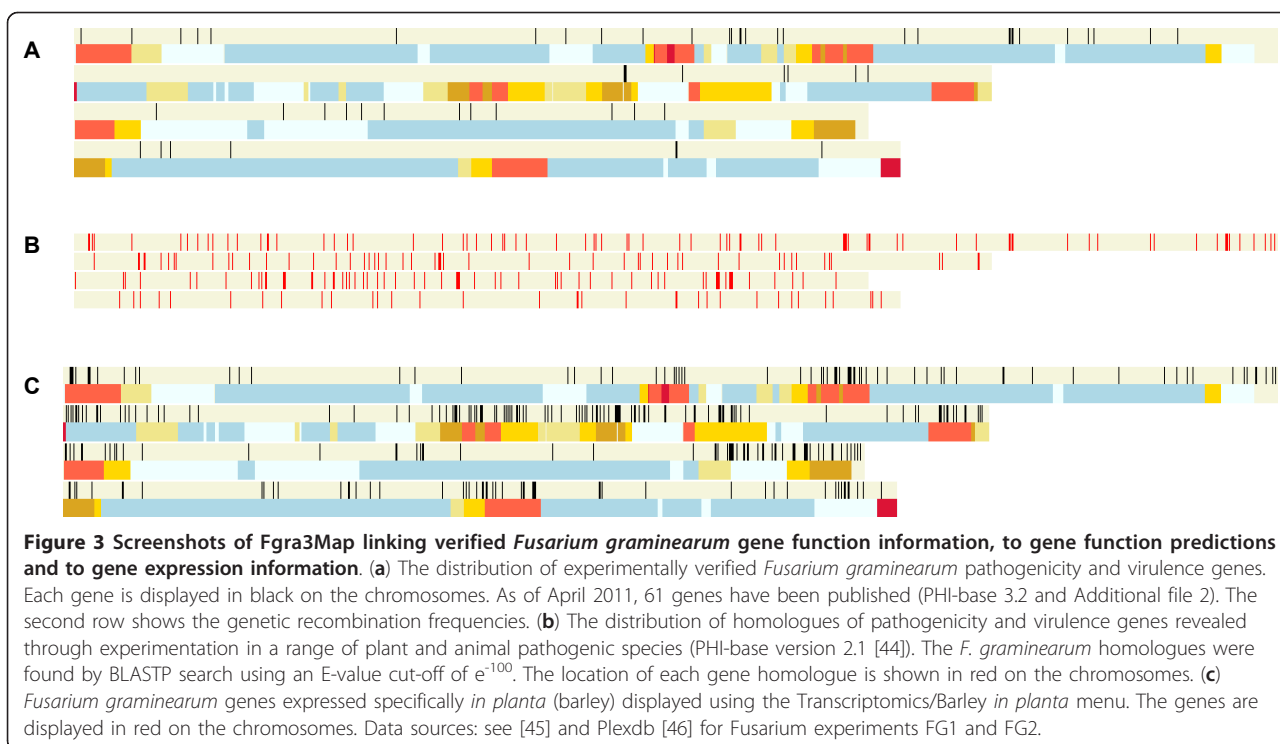 A
B
C
Figure 3 Screenshots of Fgra3Map linking verified Fusarium graminearum gene function information, to gene function predictions
and to gene expression information. (a) The distribution of experimentally verified Fusarium graminearum pathogenicity and virulence genes.
Each gene is displayed in black on the chromosomes. As of April 2011, 61 genes have been published (PHI-base 3.2 and Additional file 2). The
second row shows the genetic recombination frequencies. (b) The distribution of homologues of pathogenicity and virulence genes revealed
through experimentation in a range of plant and animal pathogenic species (PHI-base version 2.1 [44]). The F. graminearum homologues were
found by BLASTP search using an E-value cut-off of e⁻¹⁰⁰. The location of each gene homologue is shown in red on the chromosomes. (c)
Fusarium graminearum genes expressed specifically in planta (barley) displayed using the Transcriptomics/Barley in planta menu. The genes are
displayed in red on the chromosomes. Data sources: see [45] and Plexdb [46] for Fusarium experiments FG1 and FG2.